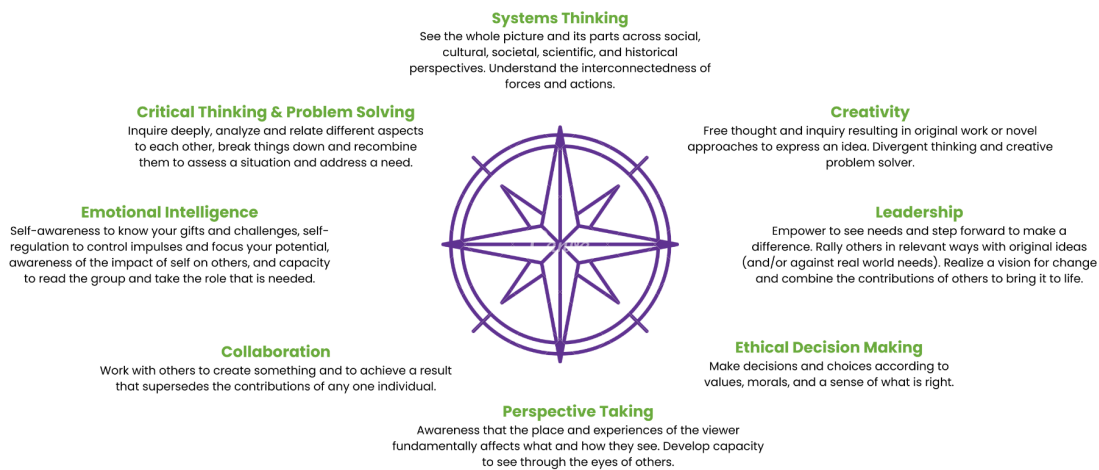 Systems Thinking
See the whole picture and its parts across social,
cultural, societal, scientific, and historical
perspectives. Understand the interconnectedness of
forces and actions.
Critical Thinking & Problem Solving
Inquire deeply, analyze and relate different aspects
to each other, break things down and recombine
them to assess a situation and address a need.
Creativity
Free thought and inquiry resulting in original work or novel
approaches to express an idea. Divergent thinking and creative
problem solver.
Emotional Intelligence
Self-awareness to know your gifts and challenges, self-
regulation to control impulses and focus your potential,
awareness of the impact of self on others, and capacity
to read the group and take the role that is needed.
Leadership
Empower to see needs and step forward to make a
difference. Rally others in relevant ways with original ideas
(and/or against real world needs). Realize a vision for change
and combine the contributions of others to bring it to life.
Collaboration
Work with others to create something and to achieve a result
that supersedes the contributions of any one individual.
Ethical Decision Making
Make decisions and choices according to
values, morals, and a sense of what is right.
Perspective Taking
Awareness that the place and experiences of the viewer
fundamentally affects what and how they see. Develop capacity
to see through the eyes of others.